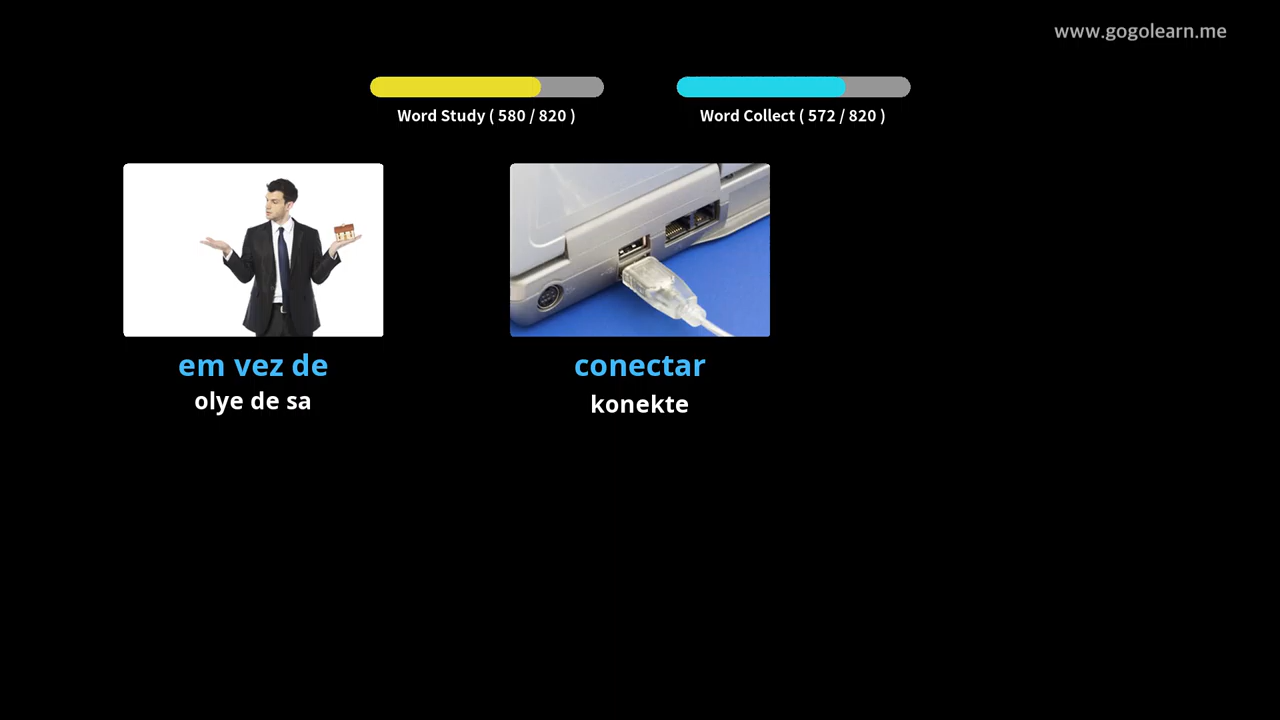 www.gogolearn.me
Word Study ( 580 / 820 )
Word Collect ( 572 / 820 )
em vez de
olye de sa
conectar
konekte